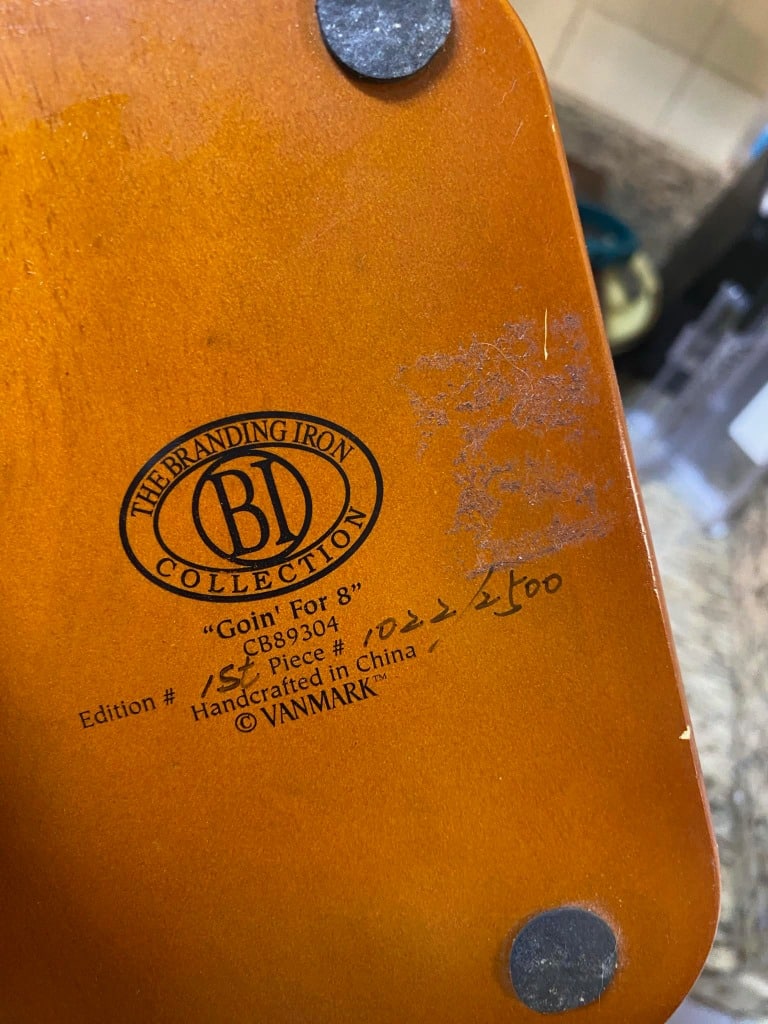 THE BRANDING IRON
BI
COLLECTION
"Goin' For 8"
CB89304
Edition # 1st Piece # 1022/2500
Handcrafted in China
© VANMARK™